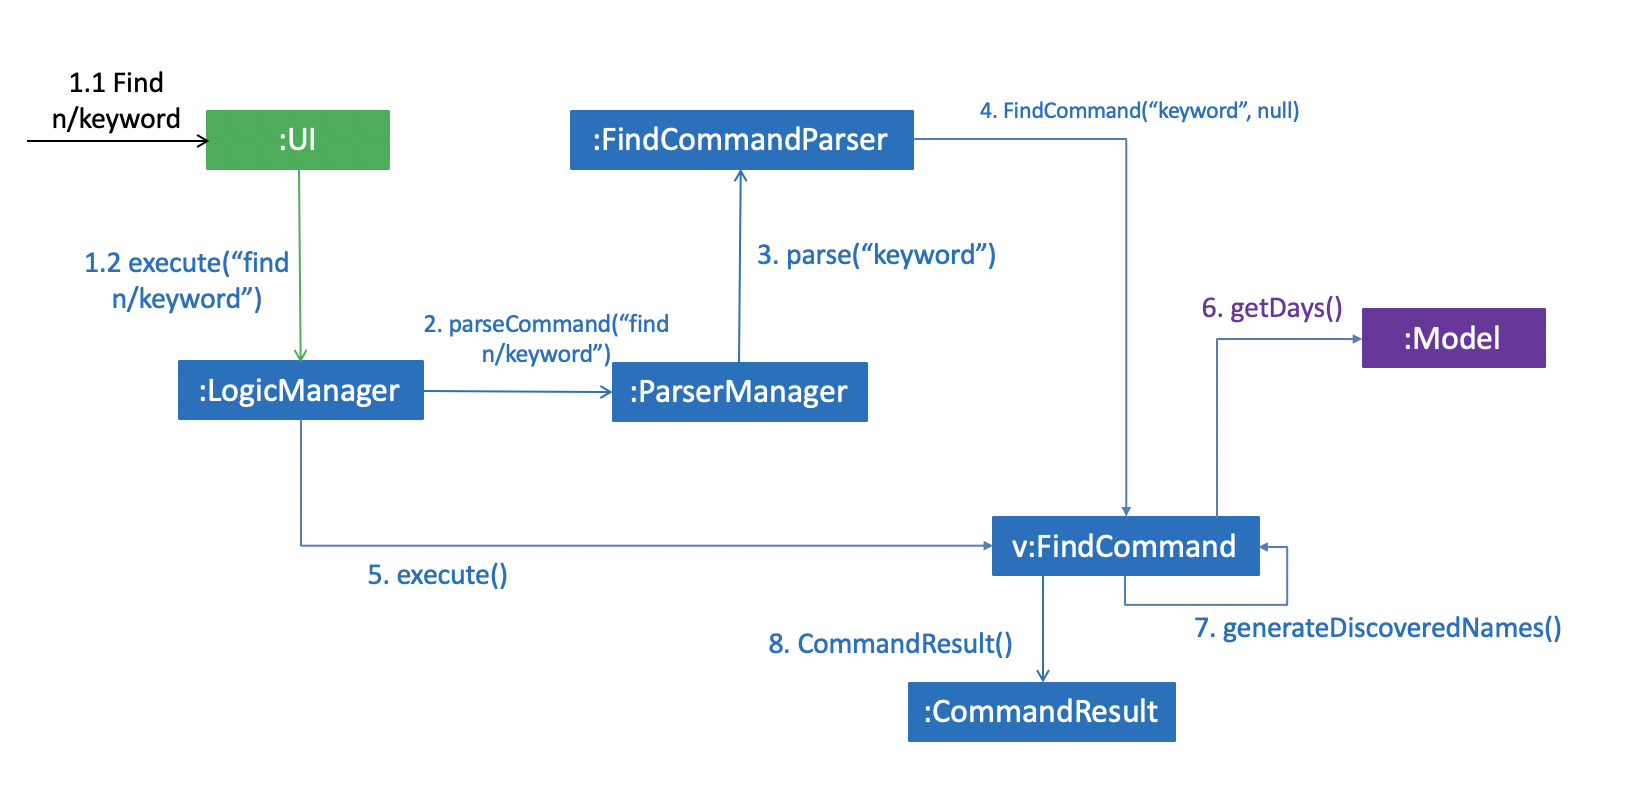 1.1 Find
n/keyword
:UI
:FindCommandParser
4. FindCommand(“keyword”, null)
1.2 execute(“find
n/keyword”)
3. parse(“keyword”)
2. parseCommand(“find
n/keyword”)
6. getDays()
:Model
:LogicManager
:ParserManager
5. execute()
v:FindCommand
7. generateDiscoveredNames()
8. CommandResult()
:CommandResult